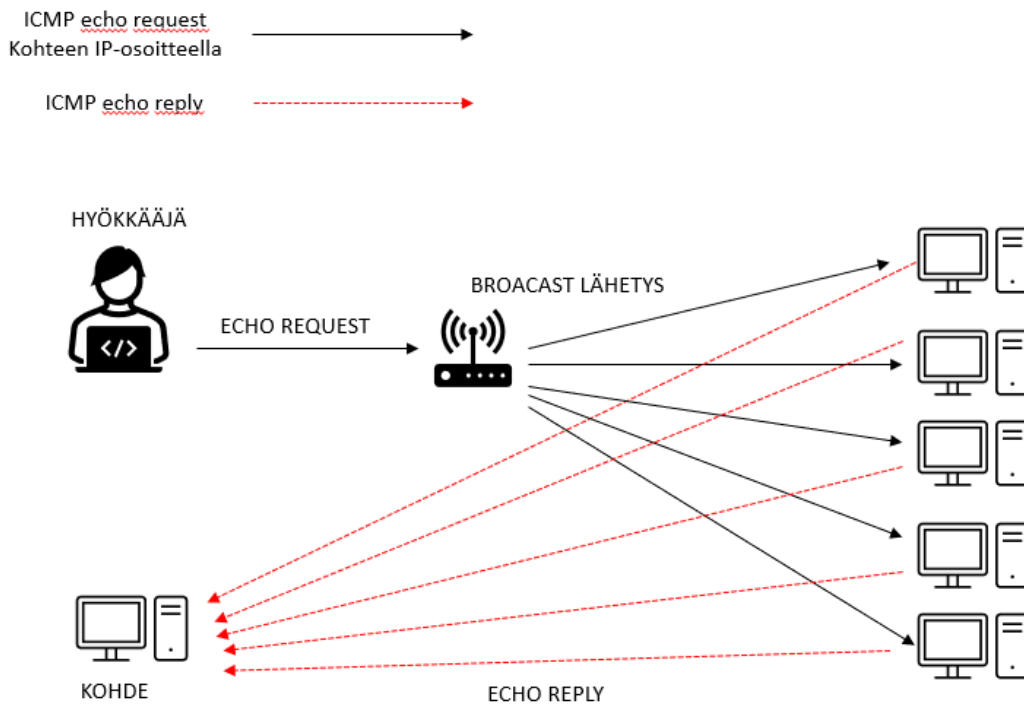 ICMP echo request
Kohteen IP-osoitteella
ICMP echo reply
HYÖKKÄÄJÄ
BROACAST LÄHETYS
ECHO REQUEST
</>
KOHDE
ECHO REPLY